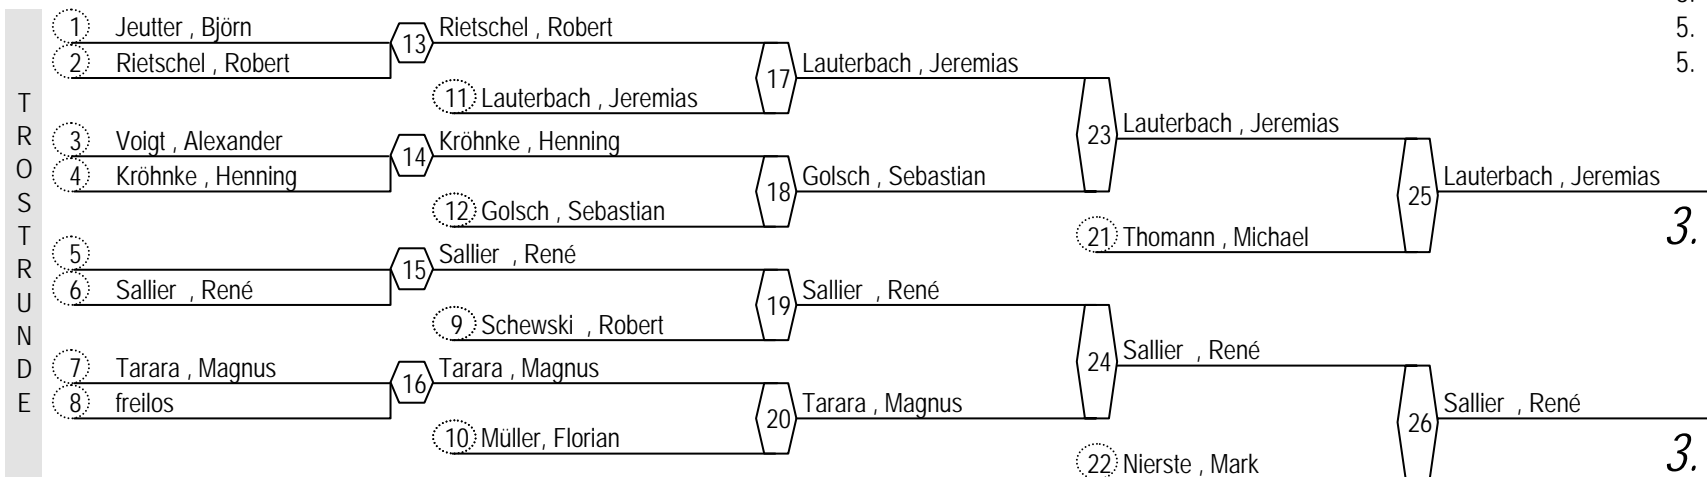 TROSTRUNDE
1 Jeutter , Björn
2 Rietschel , Robert
3 Voigt , Alexander
4 Kröhnke , Henning
5
6 Sallier , René
7 Tarara , Magnus
8 freilos
13 Rietschel , Robert
11 Lauterbach , Jeremias
14 Kröhnke , Henning
12 Golsch , Sebastian
15 Sallier , René
9 Schewski , Robert
16 Tarara , Magnus
10 Müller, Florian
17 Lauterbach , Jeremias
18 Golsch , Sebastian
19 Sallier , René
20 Tarara , Magnus
23 Lauterbach , Jeremias
21 Thomann , Michael
24 Sallier , René
22 Nierste , Mark
25 Lauterbach , Jeremias
3.
26 Sallier , René
3.
5.
5.